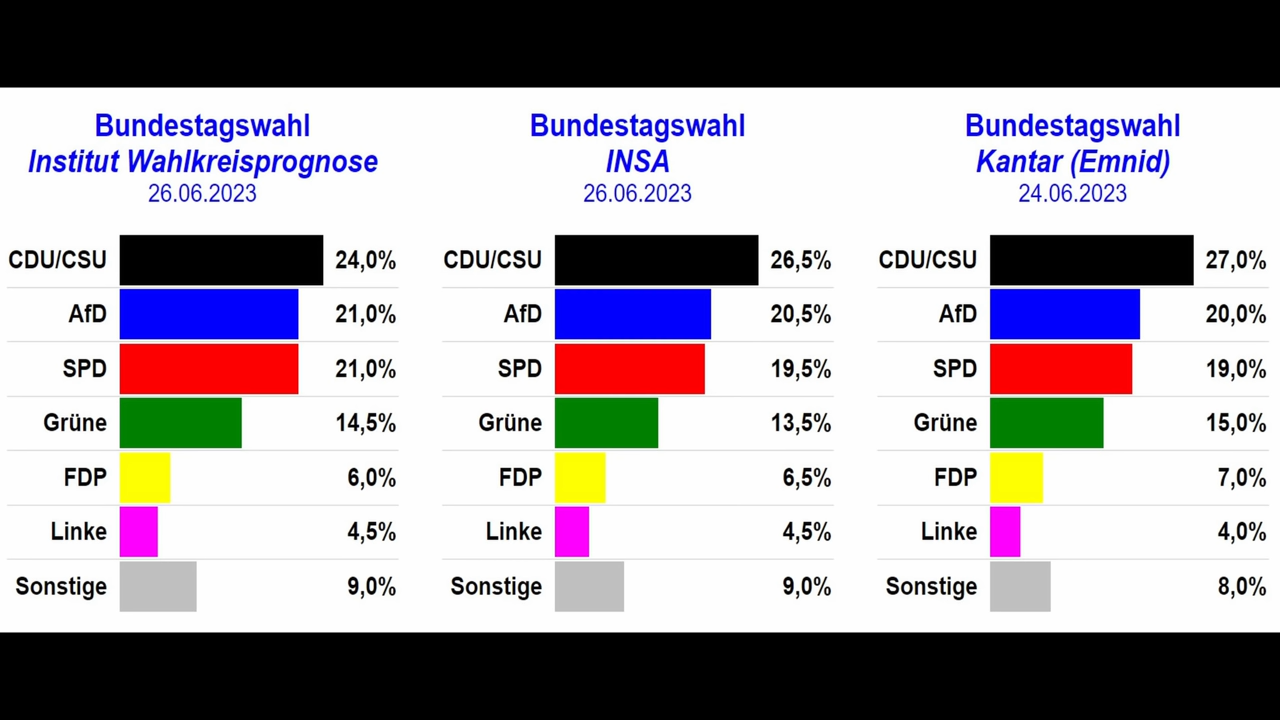 Bundestagswahl
Institut Wahlkreisprognose
26.06.2023
CDU/CSU 24,0%
AfD 21,0%
SPD 21,0%
Grüne 14,5%
FDP 6,0%
Linke 4,5%
Sonstige 9,0%
Bundestagswahl
INSA
26.06.2023
CDU/CSU 26,5%
AfD 20,5%
SPD 19,5%
Grüne 13,5%
FDP 6,5%
Linke 4,5%
Sonstige 9,0%
Bundestagswahl
Kantar (Emnid)
24.06.2023
CDU/CSU 27,0%
AfD 20,0%
SPD 19,0%
Grüne 15,0%
FDP 7,0%
Linke 4,0%
Sonstige 8,0%